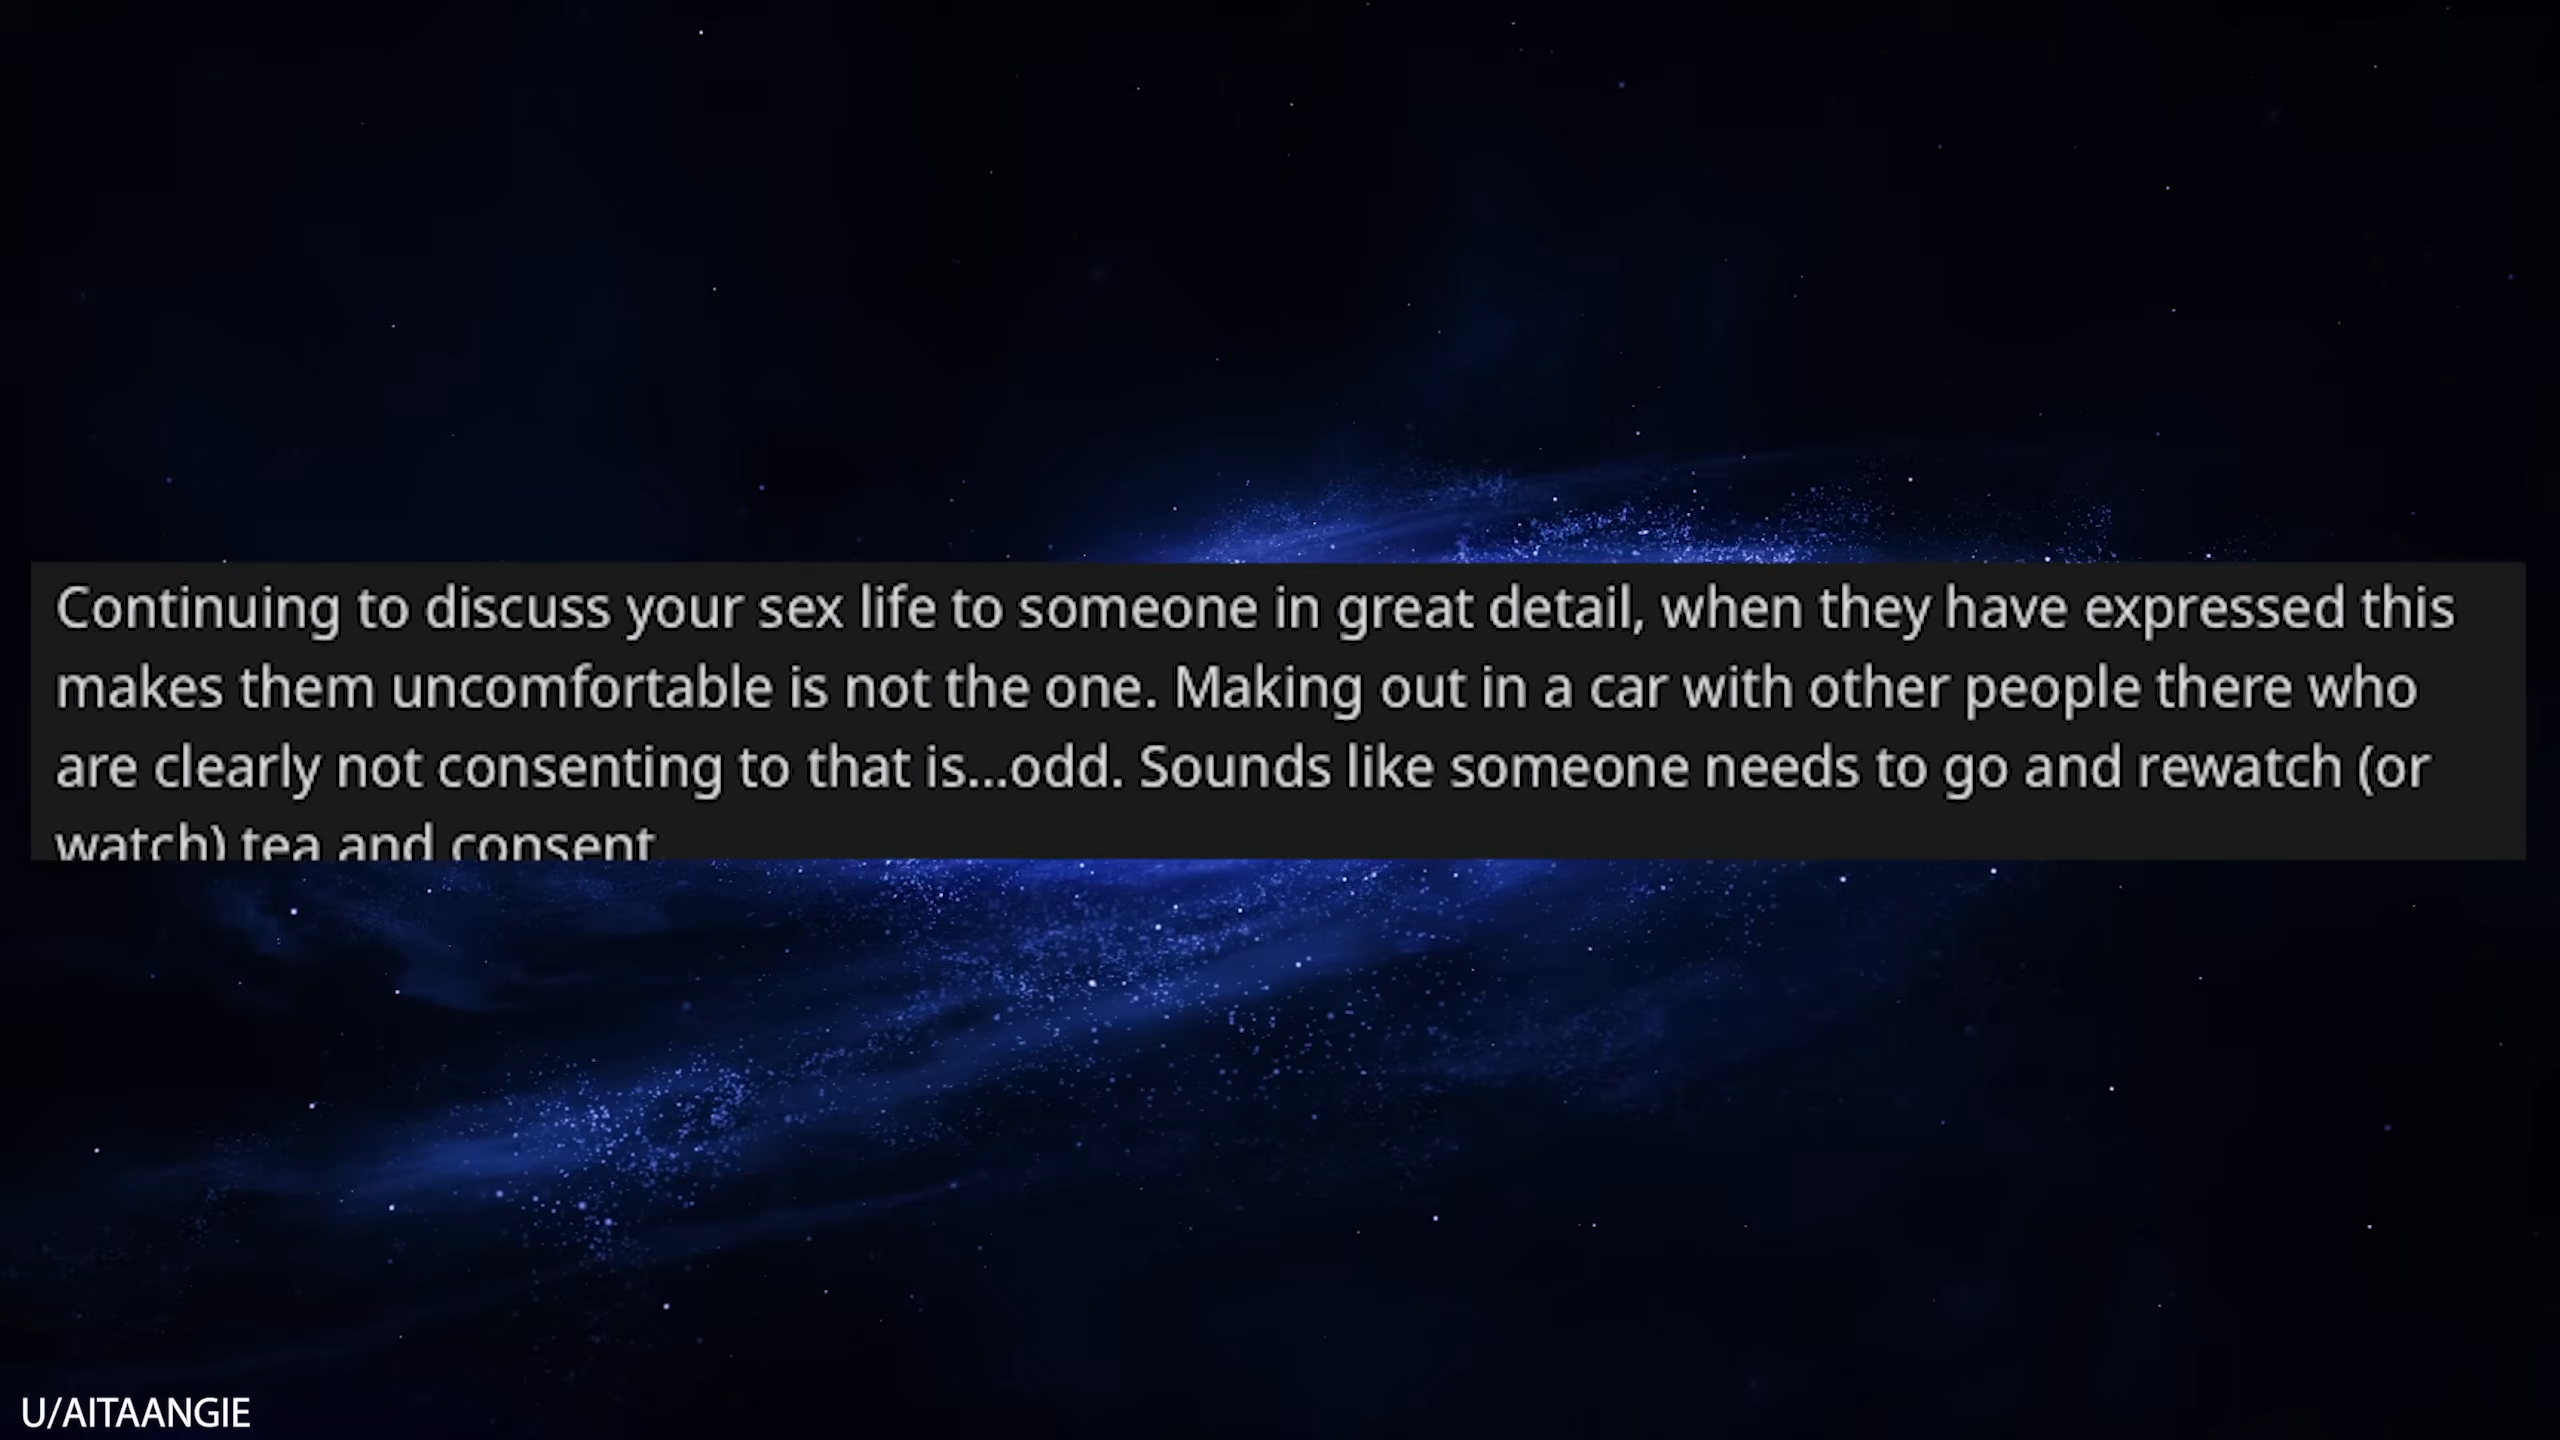 Continuing to discuss your sex life to someone in great detail, when they have expressed this
makes them uncomfortable is not the one. Making out in a car with other people there who
are clearly not consenting to that is...odd. Sounds like someone needs to go and rewatch (or
watch) tea and consent
U/AITAANGIE